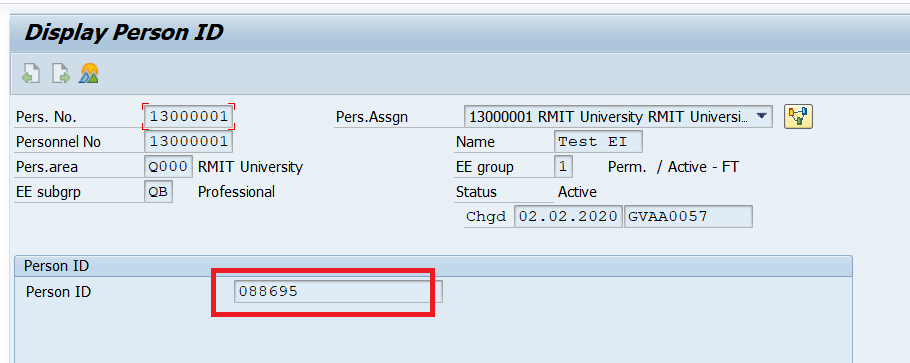 Display Person ID
Pers. No. 13000001 Pers.Assgn 13000001 RMIT University RMIT Universi...
Personnel No 13000001 Name Test EI
Pers.area Q000 RMIT University EE group 1 Perm. / Active - FT
EE subgrp QB Professional Status Active
Chgd 02.02.2020 GVAA0057
Person ID
Person ID 088695